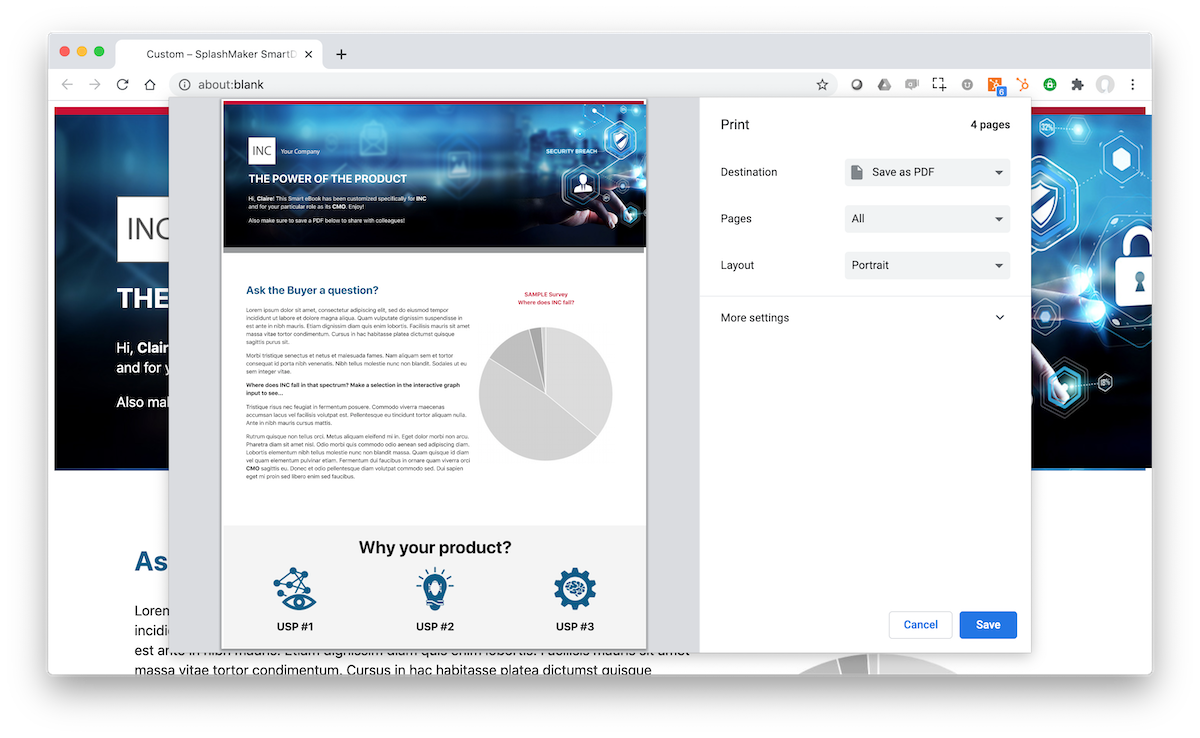 Custom – SplashMaker SmartD
about:blank
6
INC
THE
Hi, Clair
and for y
Also mal
32%
18%
As
Loren
incidi
est ante in nibh mauris. Etiam dignissim diam quis enim lobortis. Facilisis mauris sit amet
massa vitae tortor condimentum. Cursus in hac habitasse platea dictumst quisque
INC
Your Company
SECURITY BREACH
THE POWER OF THE PRODUCT
Hi, Claire! This Smart eBook has been customized specifically for INC
and for your particular role as its CMO. Enjoy!
Also make sure to save a PDF below to share with colleagues!
Ask the Buyer a question?
Lorem ipsum dolor sit amet, consectetur adipiscing elit, sed do eiusmod tempor
incididunt ut labore et dolore magna aliqua. Quam vulputate dignissim suspendisse in
est ante in nibh mauris. Etiam dignissim diam quis enim lobortis. Facilisis mauris sit amet
massa vitae tortor condimentum. Cursus in hac habitasse platea dictumst quisque
sagittis purus sit.
Morbi tristique senectus et netus et malesuada fames. Nam aliquam sem et tortor
consequat id porta nibh venenatis. Nibh tellus molestie nunc non blandit. Sodales ut eu
sem integer vitae.
Where does INC fall in that spectrum? Make a selection in the interactive graph
input to see...
Tristique risus nec feugiat in fermentum posuere. Commodo viverra maecenas
accumsan lacus vel facilisis volutpat est. Pellentesque eu tincidunt tortor aliquam nulla.
Ante in nibh mauris cursus mattis.
Rutrum quisque non tellus orci. Metus aliquam eleifend mi in. Eget dolor morbi non arcu.
Pharetra diam sit amet nisl. Odio morbi quis commodo odio aenean sed adipiscing diam.
Lobortis elementum nibh tellus molestie nunc non blandit massa. Quam quisque id diam
vel quam elementum pulvinar etiam. Fermentum dui faucibus in ornare quam viverra orci
CMO sagittis eu. Donec et odio pellentesque diam volutpat commodo sed. Dui sapien
eget mi proin sed libero enim sed faucibus.
SAMPLE Survey
Where does INC fall?
Why your product?
USP #1
USP #2
USP #3
Print
4 pages
Destination
Save as PDF
Pages
All
Layout
Portrait
More settings
Cancel
Save